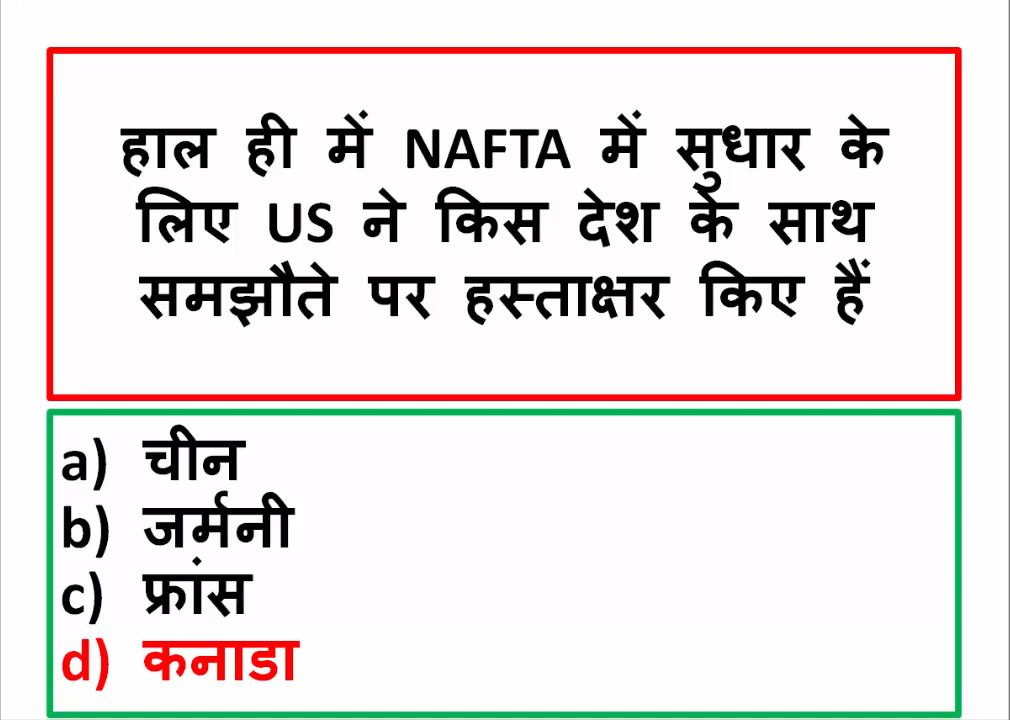 हाल ही में NAFTA में सुधार के
लिए US ने किस देश के साथ
समझौते पर हस्ताक्षर किए हैं
a) चीन
b) जर्मनी
c) फ्रांस
d) कनाडा